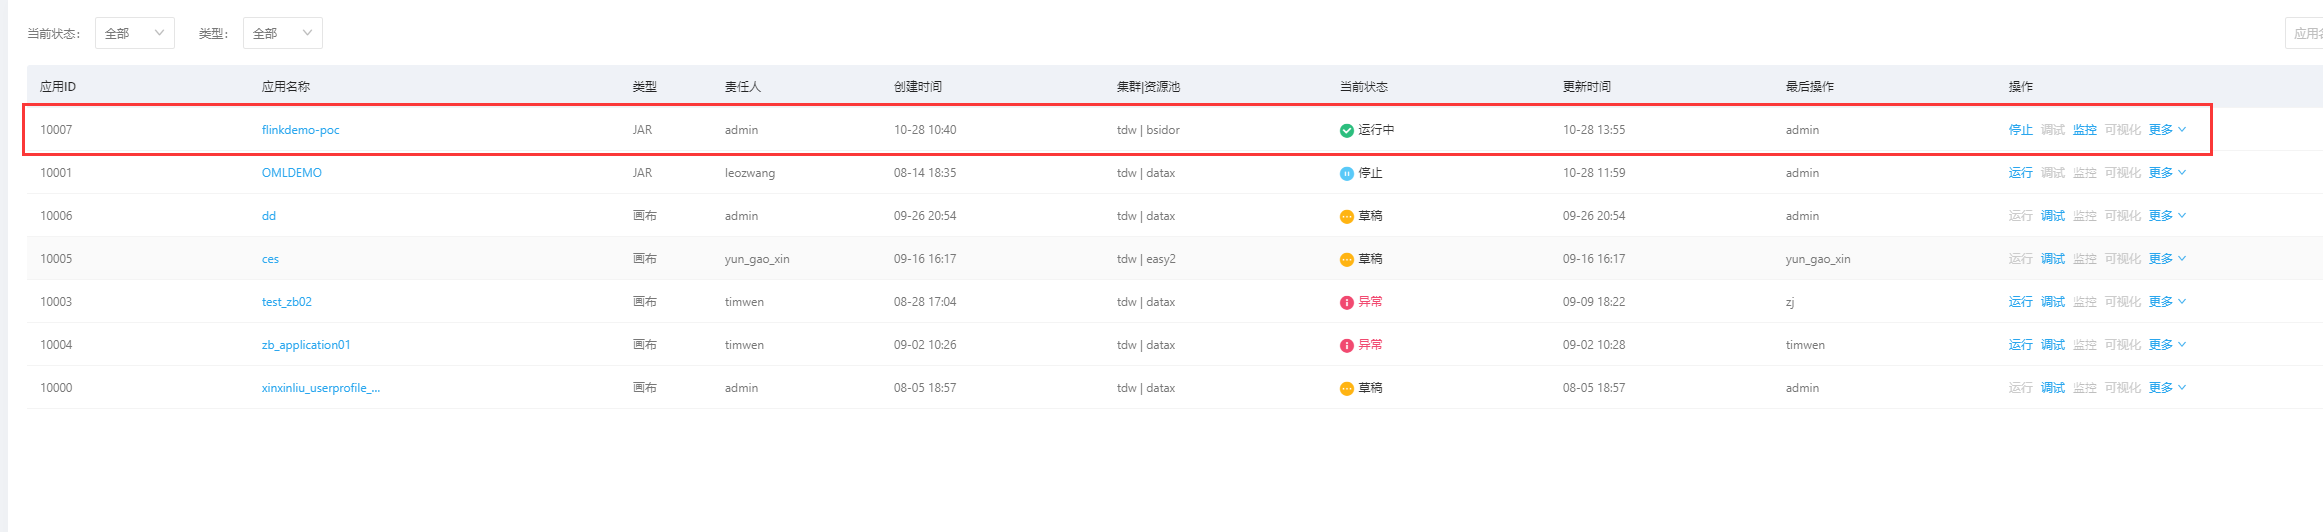 当前状态： 全部 类型： 全部 应用名
应用ID 应用名称 类型 责任人 创建时间 集群|资源池 当前状态 更新时间 最后操作 操作
10007 flinkdemo-poc JAR admin 10-28 10:40 tdw | bsidor 运行中 10-28 13:55 admin 停止 调试 监控 可视化 更多
10001 OMLDEMO JAR leozwang 08-14 18:35 tdw | datax 停止 10-28 11:59 admin 运行 调试 监控 可视化 更多
10006 dd 画布 admin 09-26 20:54 tdw | datax 草稿 09-26 20:54 admin 运行 调试 监控 可视化 更多
10005 ces 画布 yun_gao_xin 09-16 16:17 tdw | easy2 草稿 09-16 16:17 yun_gao_xin 运行 调试 监控 可视化 更多
10003 test_zb02 画布 timwen 08-28 17:04 tdw | datax 异常 09-09 18:22 zj 运行 调试 监控 可视化 更多
10004 zb_application01 画布 timwen 09-02 10:26 tdw | datax 异常 09-02 10:28 timwen 运行 调试 监控 可视化 更多
10000 xinxinliu_userprofile_... 画布 admin 08-05 18:57 tdw | datax 草稿 08-05 18:57 admin 运行 调试 监控 可视化 更多